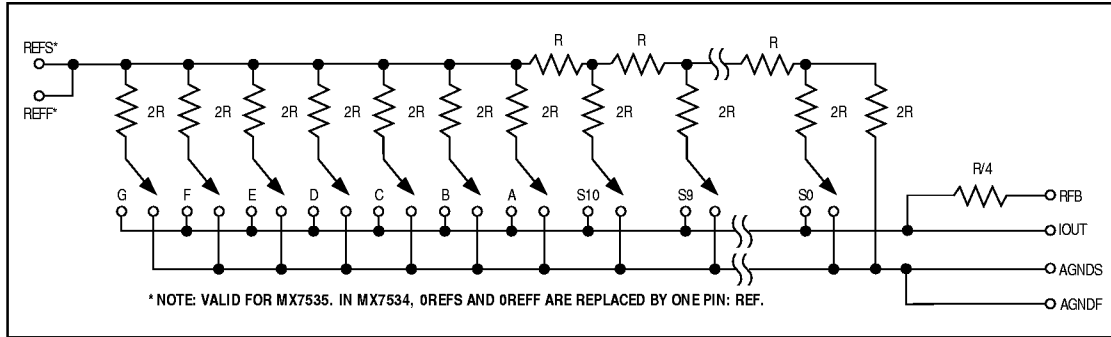 R R R
REFS*
REFF*
2R 2R 2R 2R 2R 2R 2R 2R 2R 2R 2R
R/4
G F E D C B A S10 S9 S0
RFB
IOUT
AGNDS
AGNDF
* NOTE: VALID FOR MX7535. IN MX7534, 0REFS AND 0REFF ARE REPLACED BY ONE PIN: REF.